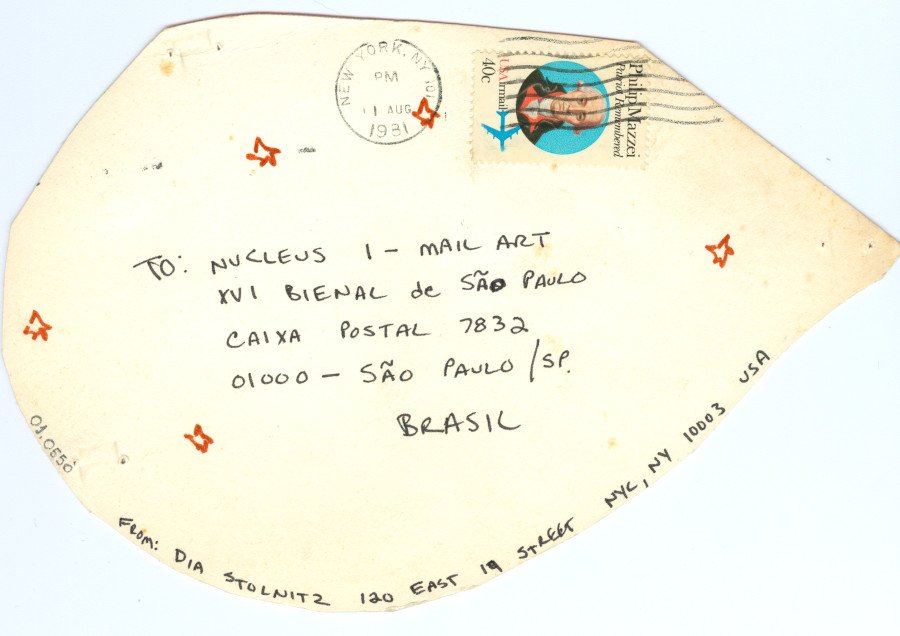 NEW YORK, NY 101
PM
11 AUG
1981
USAirmail
40c
Philip Mazzei
Patriot Remembered
TO: NUCLEUS 1 - MAIL ART
XVI BIENAL de SÃO PAULO
CAIXA POSTAL 7832
01000 - SÃO PAULO/SP.
BRASIL
FROM: DIA STOLNITZ 120 EAST 19 STREET NYC, NY 10003 USA